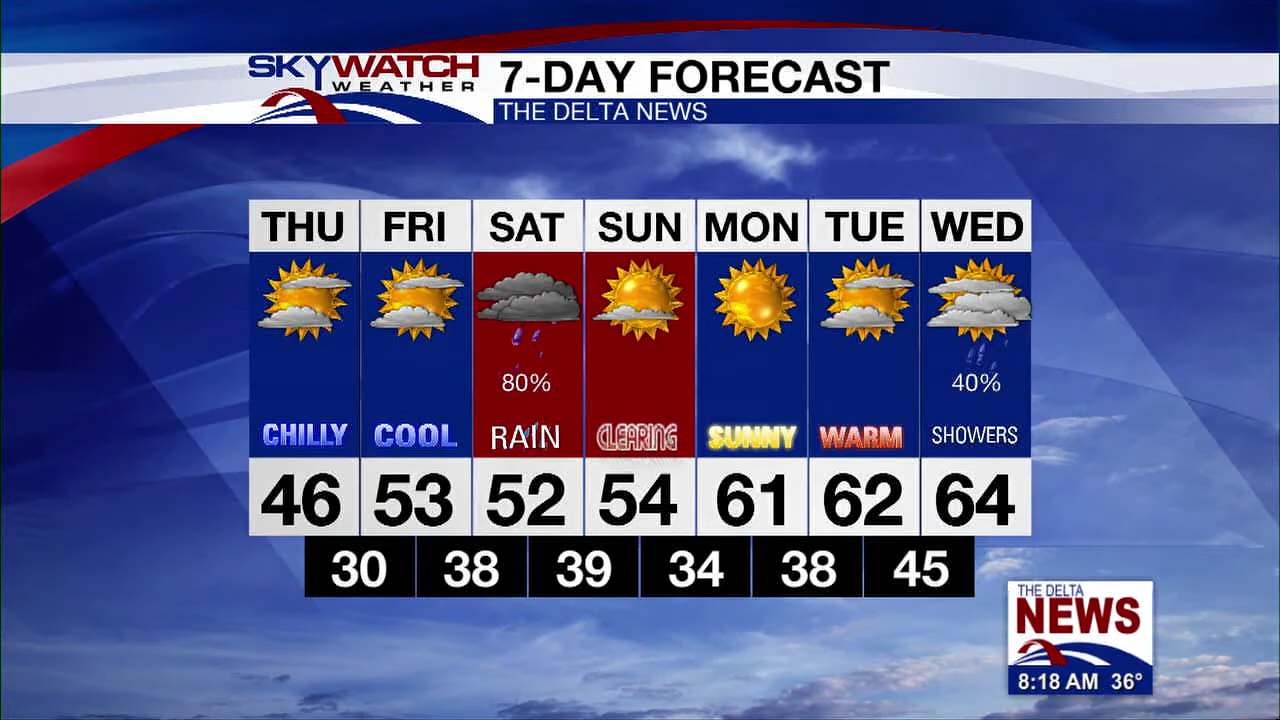 SKYWATCH
WEATHER
7-DAY FORECAST
THE DELTA NEWS
THU FRI SAT SUN MON TUE WED
80% 40%
CHILLY COOL RAIN CLEARING SUNNY WARM SHOWERS
46 53 52 54 61 62 64
30 38 39 34 38 45
THE DELTA
NEWS
8:18 AM 36°